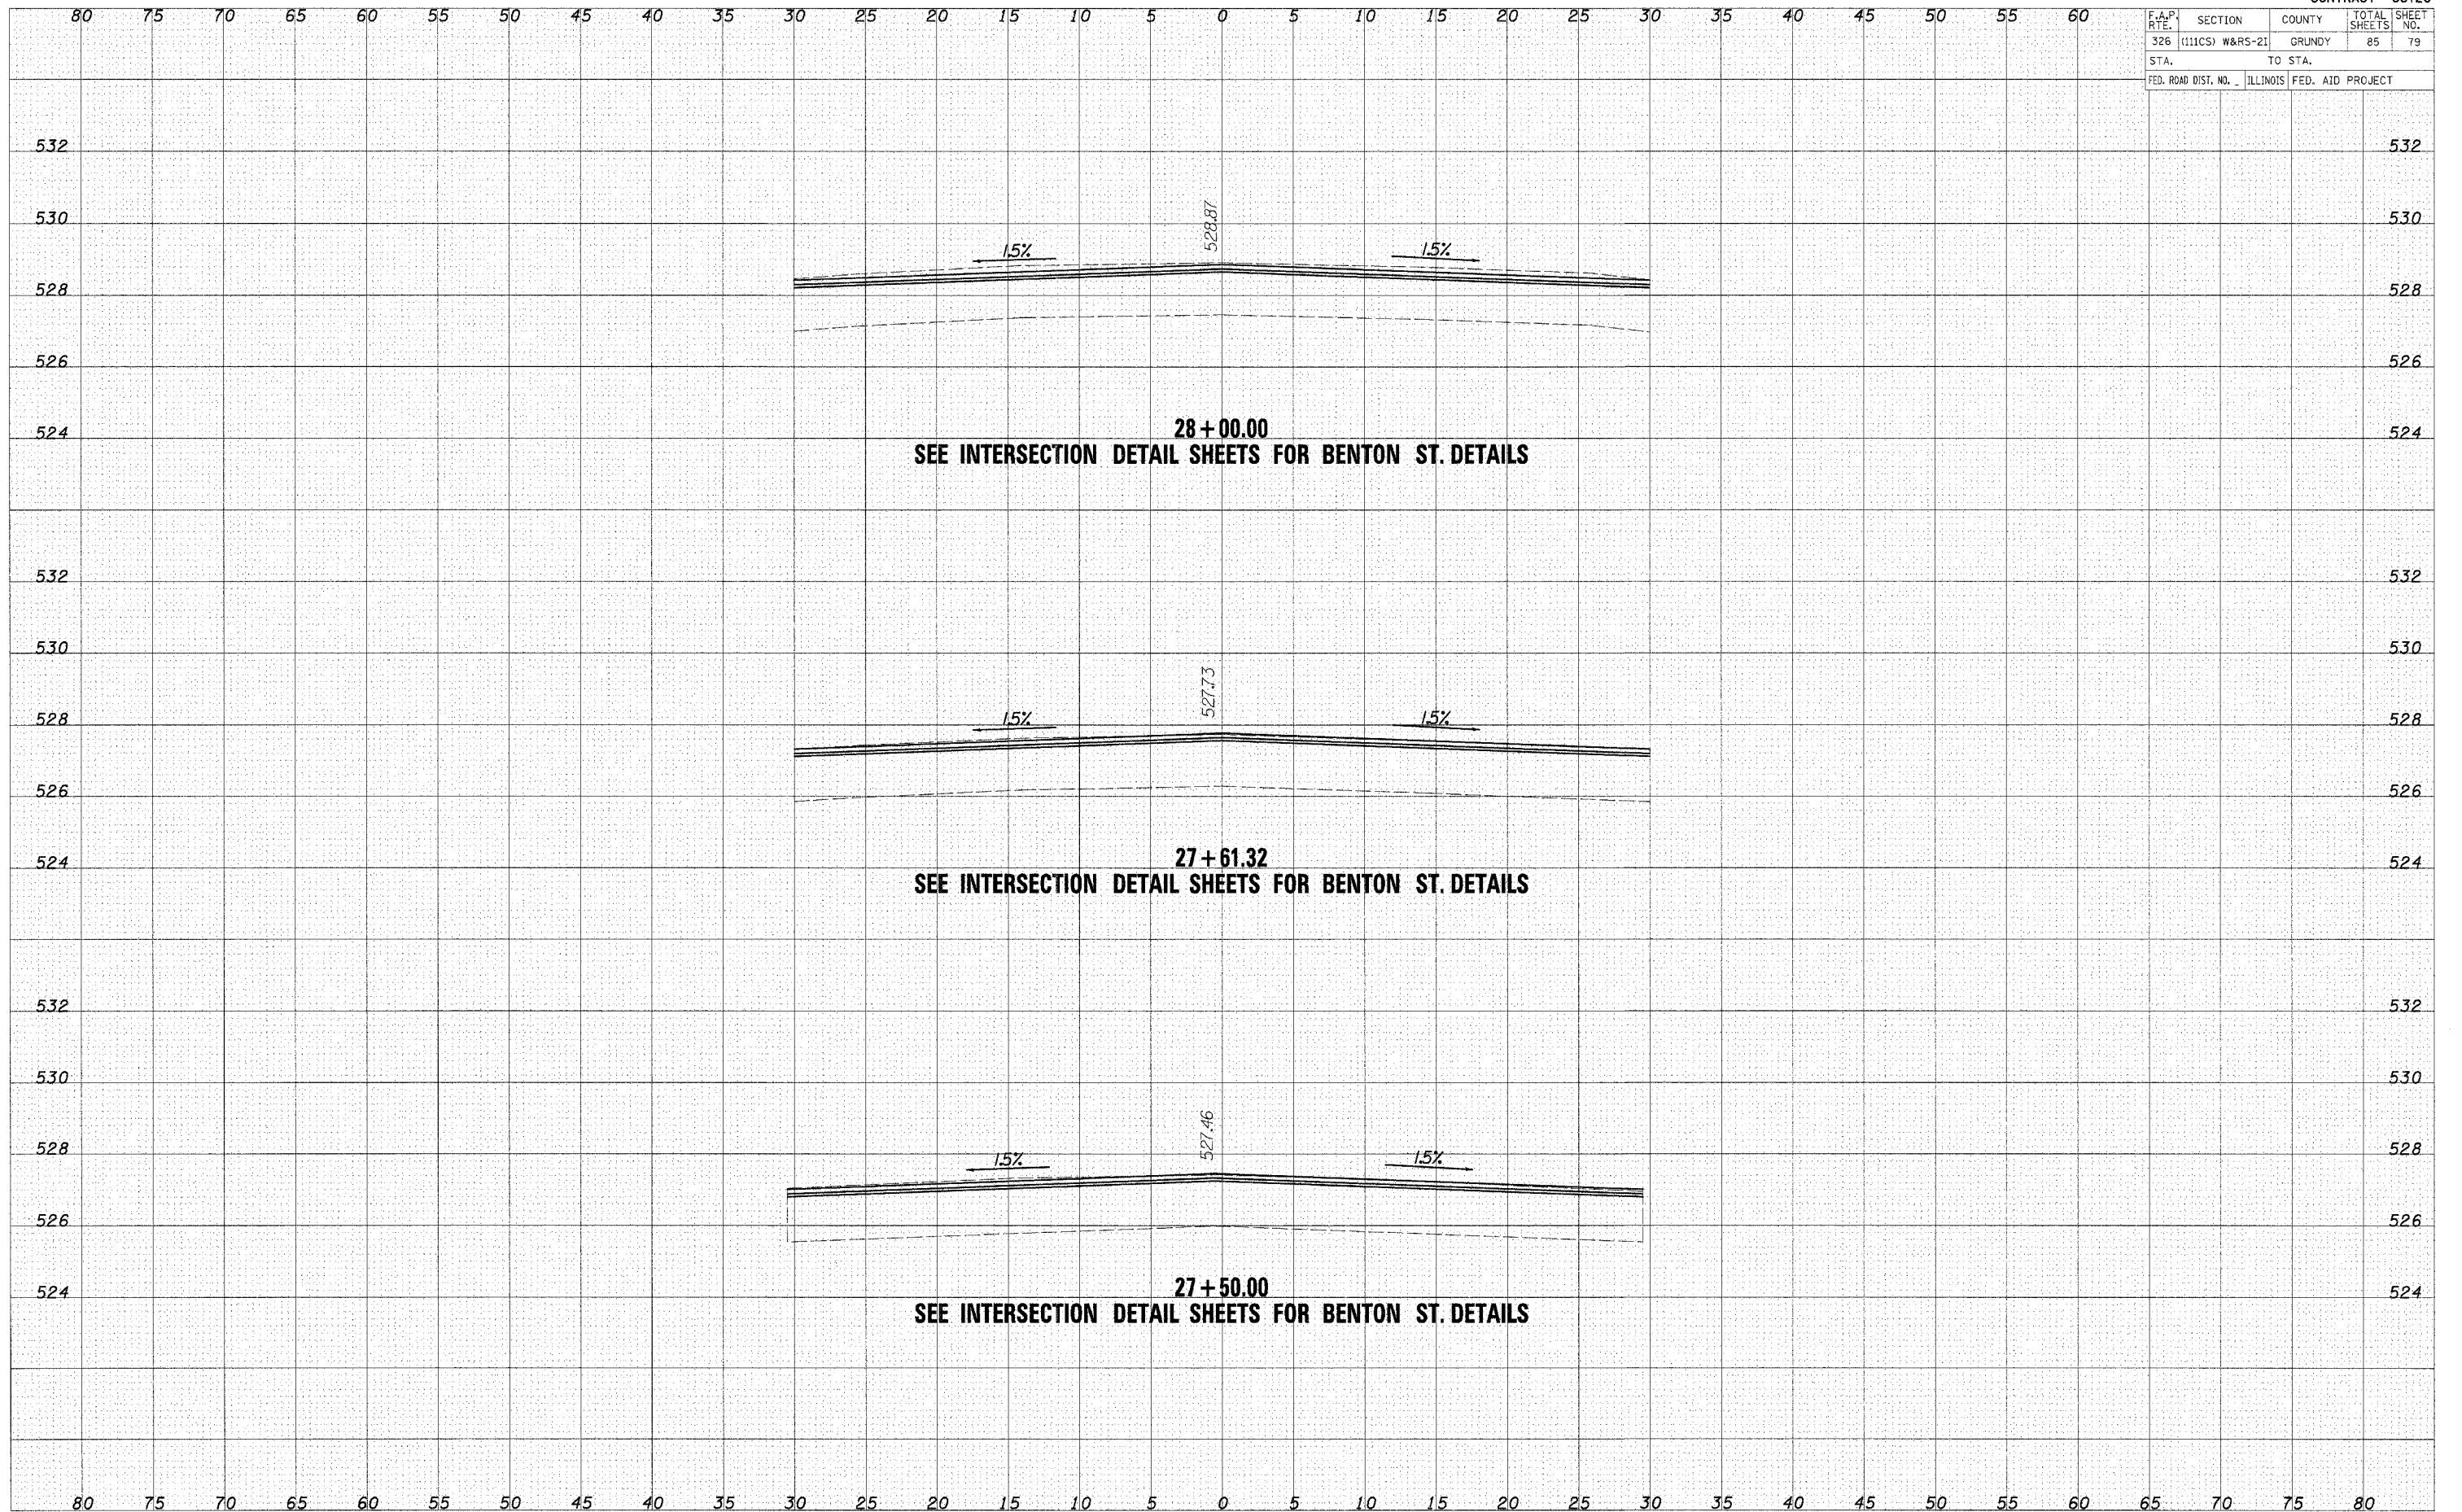 80 75 70 65 60 55 50 45 40 35 30 25 20 15 10 5 0 5 10 15 20 25 30 35 40 45 50 55 60
F.A.P. RTE. SECTION COUNTY TOTAL SHEETS SHEET NO.
326 (111CS) W&RS-2I GRUNDY 85 79
STA. TO STA.
FED. ROAD DIST. NO. _ ILLINOIS FED. AID PROJECT
532 532
530 528.87 530
1.5% 1.5%
528 528
526 526
524 524
28+00.00
SEE INTERSECTION DETAIL SHEETS FOR BENTON ST. DETAILS
532 532
530 530
527.73
528 1.5% 1.5% 528
526 526
524 524
27+61.32
SEE INTERSECTION DETAIL SHEETS FOR BENTON ST. DETAILS
532 532
530 530
527.46
528 528
1.5% 1.5%
526 526
524 524
27+50.00
SEE INTERSECTION DETAIL SHEETS FOR BENTON ST. DETAILS
80 75 70 65 60 55 50 45 40 35 30 25 20 15 10 5 0 5 10 15 20 25 30 35 40 45 50 55 60 65 70 75 80